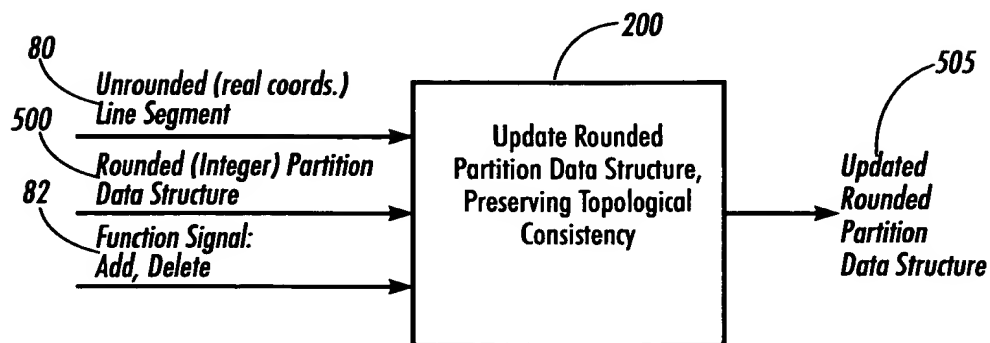 80
200
505
Unrounded (real coords.)
Line Segment
500
Rounded (Integer) Partition
Data Structure
82
Function Signal:
Add, Delete
Update Rounded
Partition Data Structure,
Preserving Topological
Consistency
Updated
Rounded
Partition
Data Structure